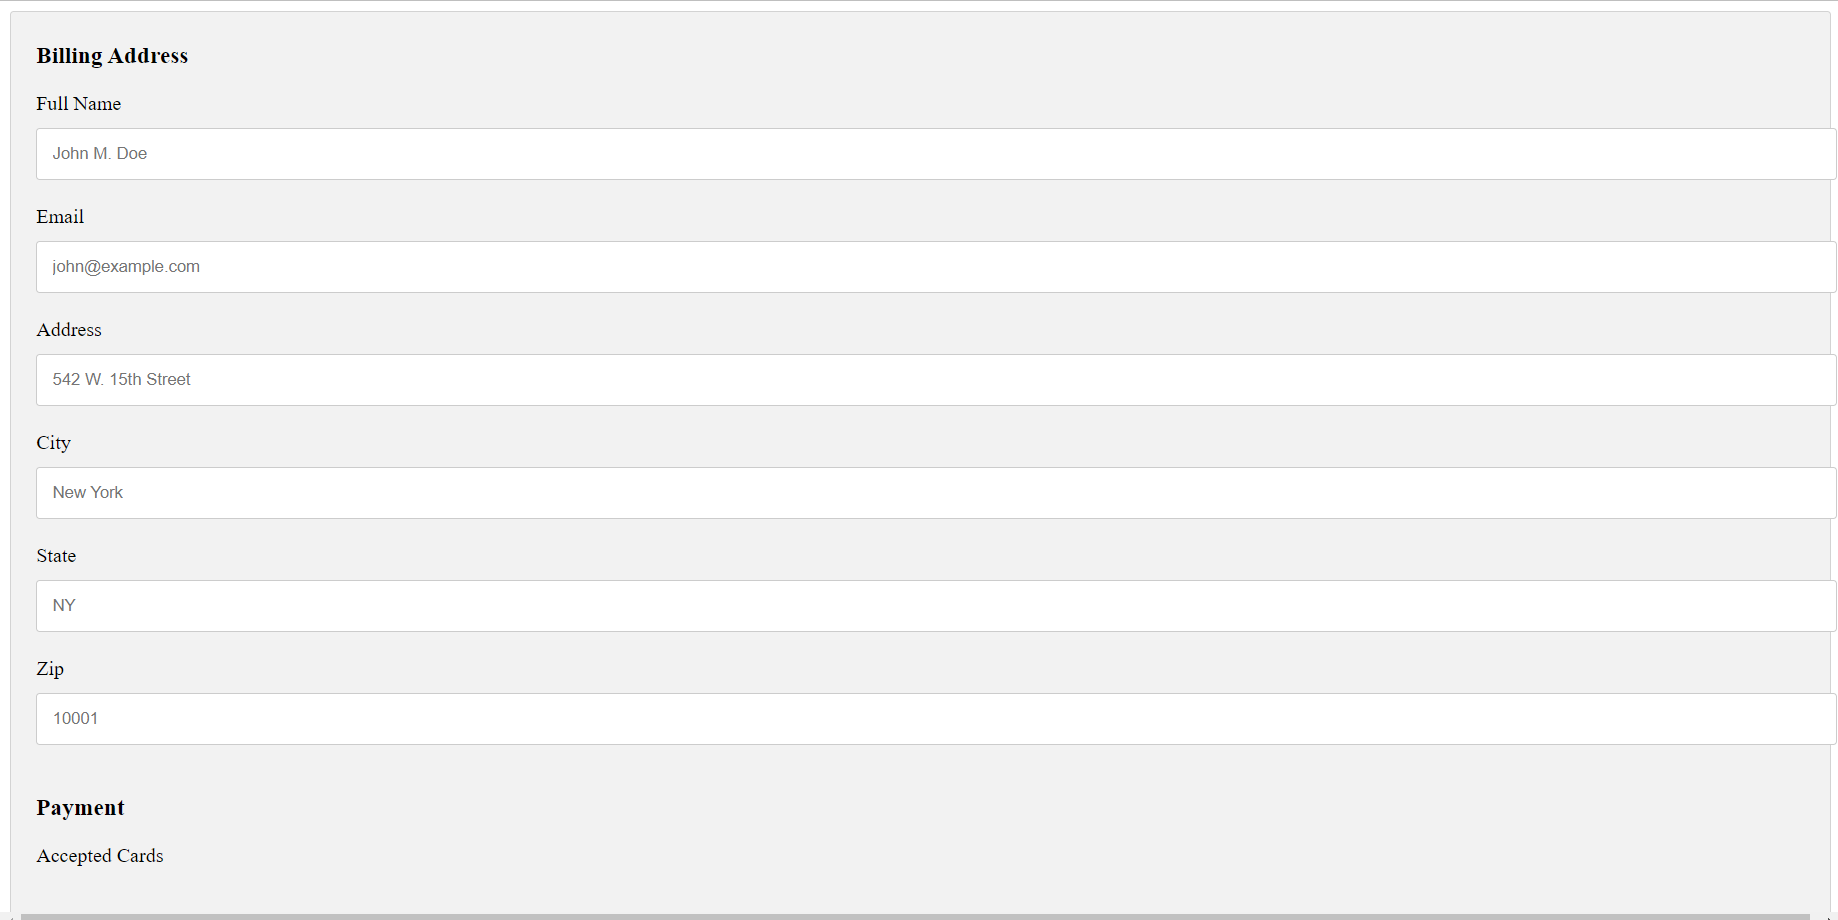 Billing Address
Full Name
John M. Doe
Email
john@example.com
Address
542 W. 15th Street
City
New York
State
NY
Zip
10001
Payment
Accepted Cards